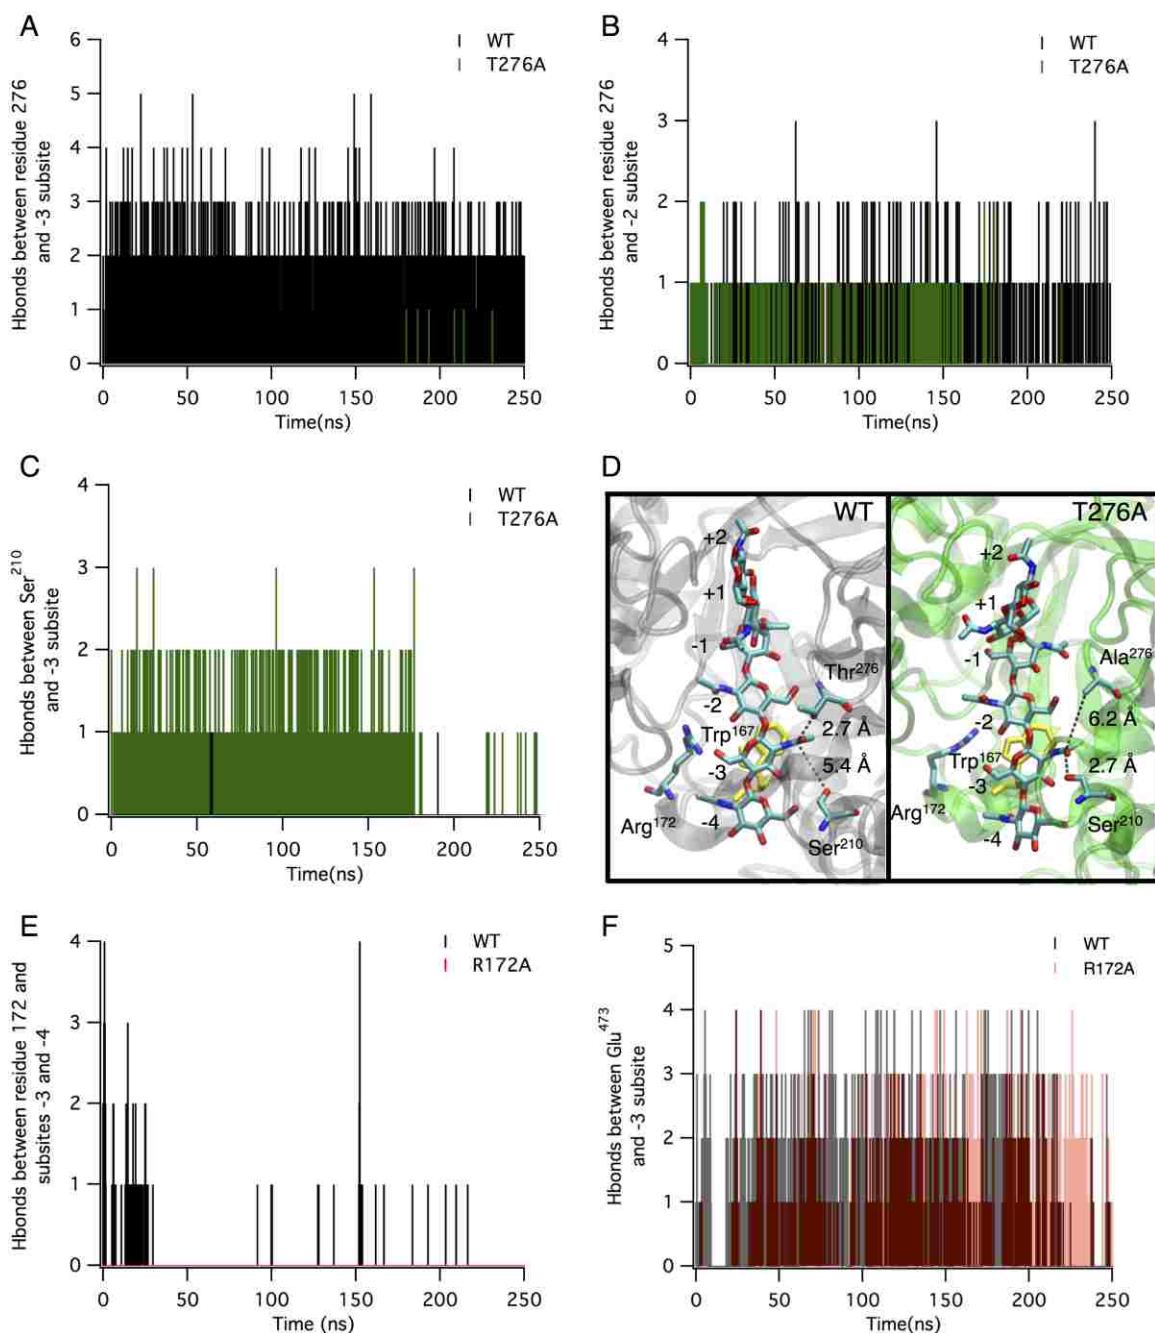 A
Hbonds between residue 276
and -3 subsite
6
5
4
3
2
1
0
WT
T276A
0 50 100 150 200 250
Time(ns)
B
Hbonds between residue 276
and -2 subsite
4
3
2
1
0
WT
T276A
0 50 100 150 200 250
Time(ns)
C
Hbonds between Ser210
and -3 subsite
4
3
2
1
0
WT
T276A
0 50 100 150 200 250
Time(ns)
D
WT
+2
+1
-1
Thr276
-2
2.7 Å
Trp167
5.4 Å
-3
Arg172
-4
Ser210
T276A
+2
+1
-1
Ala276
-2
6.2 Å
Trp167
2.7 Å
-3
Arg172
Ser210
-4
E
Hbonds between residue 172 and
subsites -3 and -4
4
3
2
1
0
WT
R172A
0 50 100 150 200 250
Time (ns)
F
Hbonds between Glu473
and -3 subsite
5
4
3
2
1
0
WT
R172A
0 50 100 150 200 250
Time(ns)